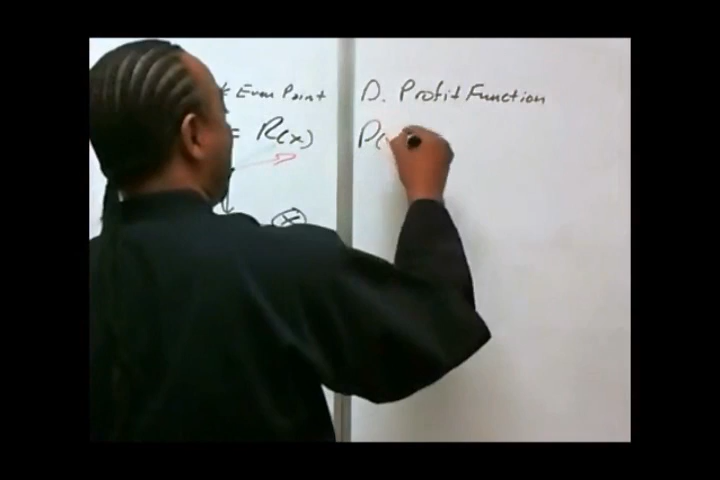 Even Point
= R(x)
x
D. Profit Function
P(x